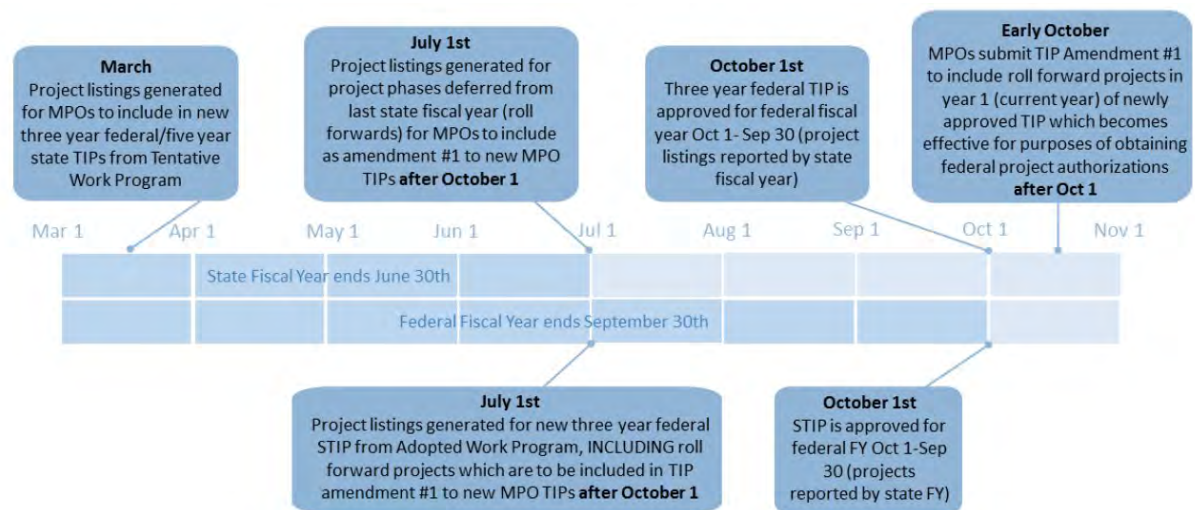 March
Project listings generated
for MPOs to include in new
three year federal/five year
state TIPs from Tentative
Work Program
July 1st
Project listings generated for
project phases deferred from
last state fiscal year (roll
forwards) for MPOs to include
as amendment #1 to new MPO
TIPs after October 1
October 1st
Three year federal TIP is
approved for federal fiscal
year Oct 1- Sep 30 (project
listings reported by state
fiscal year)
Early October
MPOs submit TIP Amendment #1
to include roll forward projects in
year 1 (current year) of newly
approved TIP which becomes
effective for purposes of obtaining
federal project authorizations
after Oct 1
Mar 1
Apr 1
May 1
Jun 1
Jul 1
Aug 1
Sep 1
Oct 1
Nov 1
State Fiscal Year ends June 30th
Federal Fiscal Year ends September 30th
July 1st
Project listings generated for new three year federal
STIP from Adopted Work Program, INCLUDING roll
forward projects which are to be included in TIP
amendment #1 to new MPO TIPs after October 1
October 1st
STIP is approved for
federal FY Oct 1-Sep
30 (projects
reported by state FY)